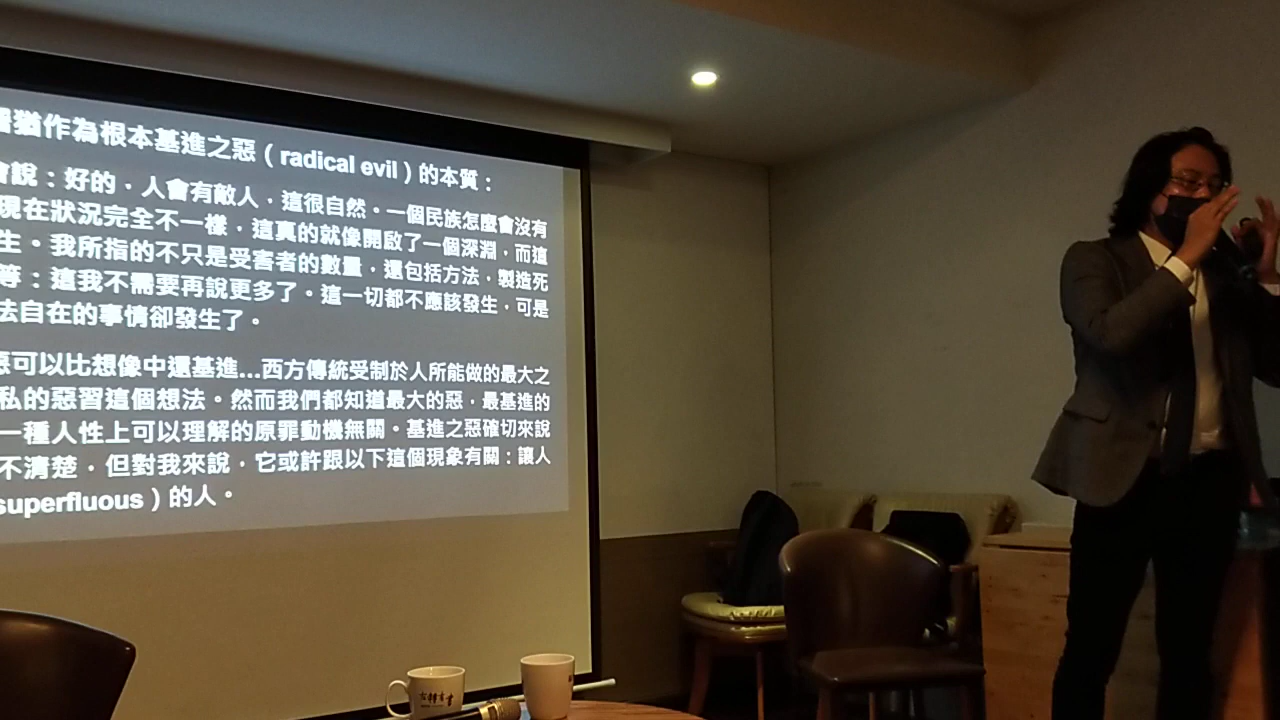 猶作為根本基進之惡（radical evil）的本質：
會說：好的，人會有敵人，這很自然。一個民族怎麼會沒有
現在狀況完全不一樣，這真的就像開啟了一個深淵，而這
生。我所指的不只是受害者的數量，還包括方法，製造死
等：這我不需要再說更多了。這一切都不應該發生，可是
法自在的事情卻發生了。
惡可以比想像中還基進...西方傳統受制於人所能做的最大之
私的惡習這個想法。然而我們都知道最大的惡，最基進的
一種人性上可以理解的原罪動機無關。基進之惡確切來說
不清楚，但對我來說，它或許跟以下這個現象有關：讓人
superfluous）的人。